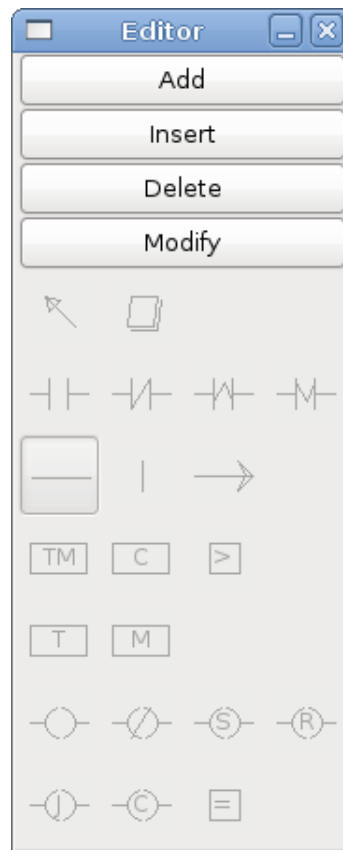 Editor
Add
Insert
Delete
Modify
M
TM C >
T M
S R
J C =